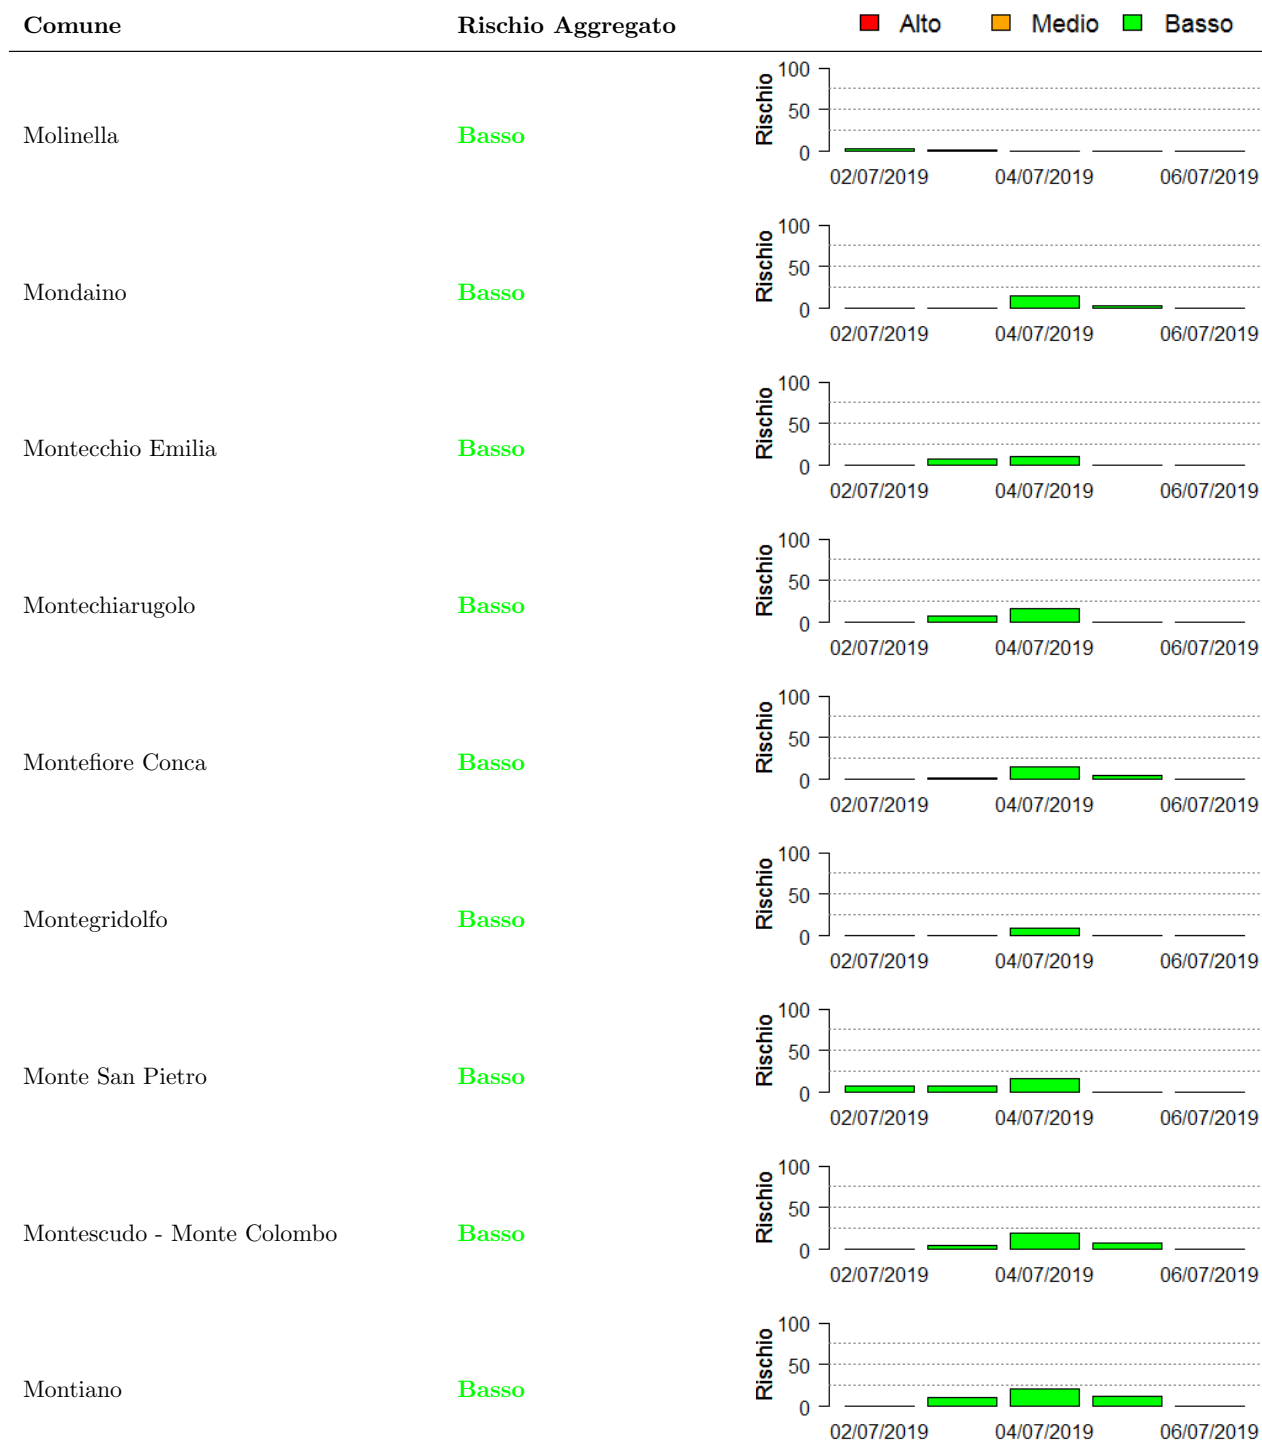 Comune Rischio Aggregato Alto Medio Basso
Molinella Basso Rischio 100 50 0
02/07/2019 04/07/2019 06/07/2019
Mondaino Basso Rischio 100 50 0
02/07/2019 04/07/2019 06/07/2019
Montecchio Emilia Basso Rischio 100 50 0
02/07/2019 04/07/2019 06/07/2019
Montechiarugolo Basso Rischio 100 50 0
02/07/2019 04/07/2019 06/07/2019
Montefiore Conca Basso Rischio 100 50 0
02/07/2019 04/07/2019 06/07/2019
Montegridolfo Basso Rischio 100 50 0
02/07/2019 04/07/2019 06/07/2019
Monte San Pietro Basso Rischio 100 50 0
02/07/2019 04/07/2019 06/07/2019
Montescudo - Monte Colombo Basso Rischio 100 50 0
02/07/2019 04/07/2019 06/07/2019
Montiano Basso Rischio 100 50 0
02/07/2019 04/07/2019 06/07/2019